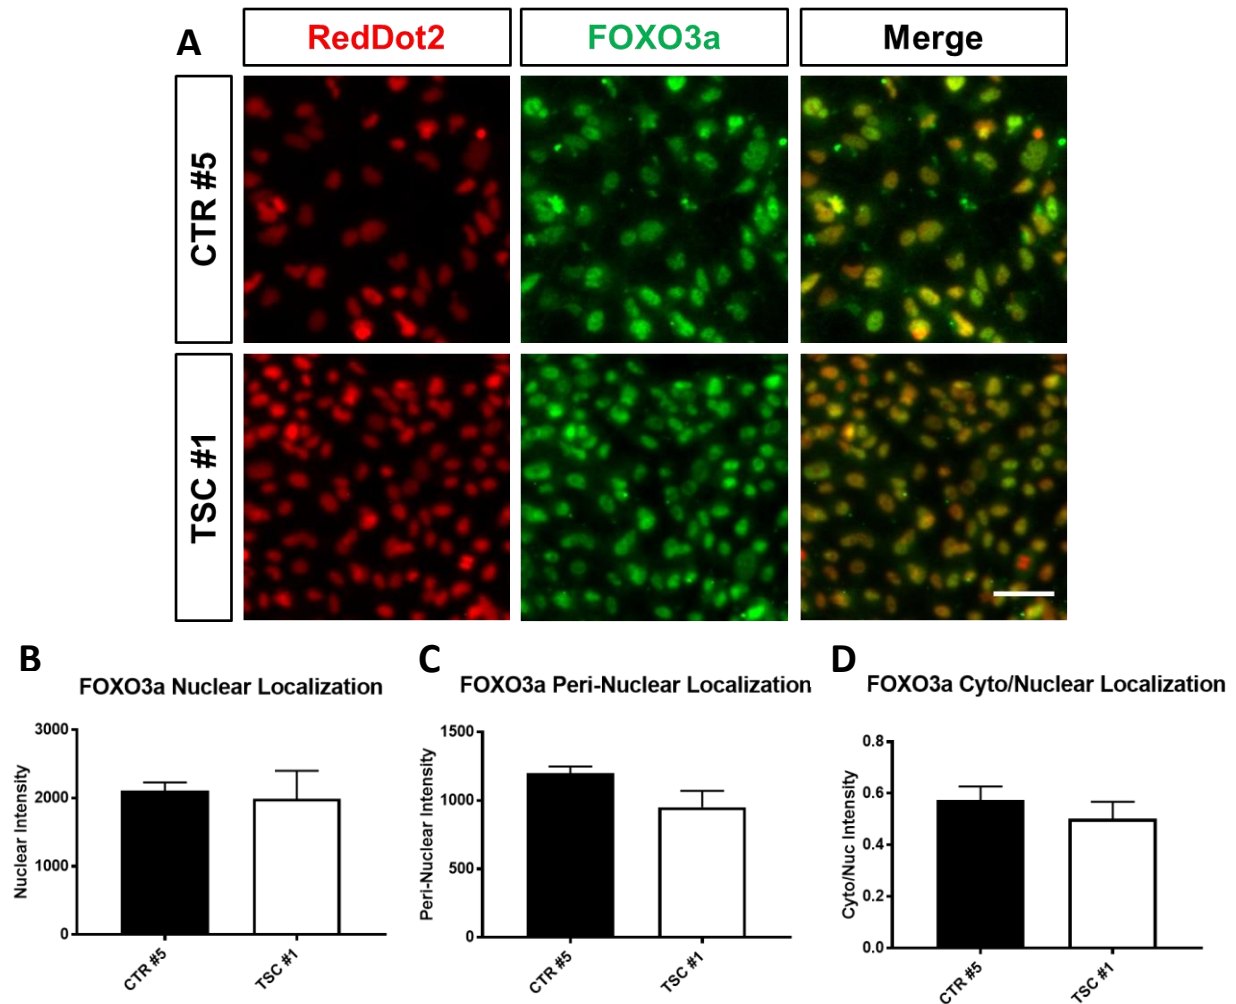 A
RedDot2
FOXO3a
Merge
CTR #5
TSC #1
B
FOXO3a Nuclear Localization
Nuclear Intensity
3000
2000
1000
0
CTR #5
TSC #1
C
FOXO3a Peri-Nuclear Localization
Peri-Nuclear Intensity
1500
1000
500
0
CTR #5
TSC #1
D
FOXO3a Cyto/Nuclear Localization
Cyto/Nuc Intensity
0.8
0.6
0.4
0.2
0.0
CTR #5
TSC #1